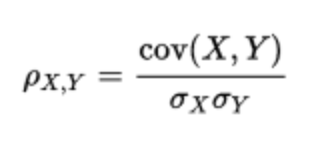 ρX,Y = cov(X, Y) / σXσY